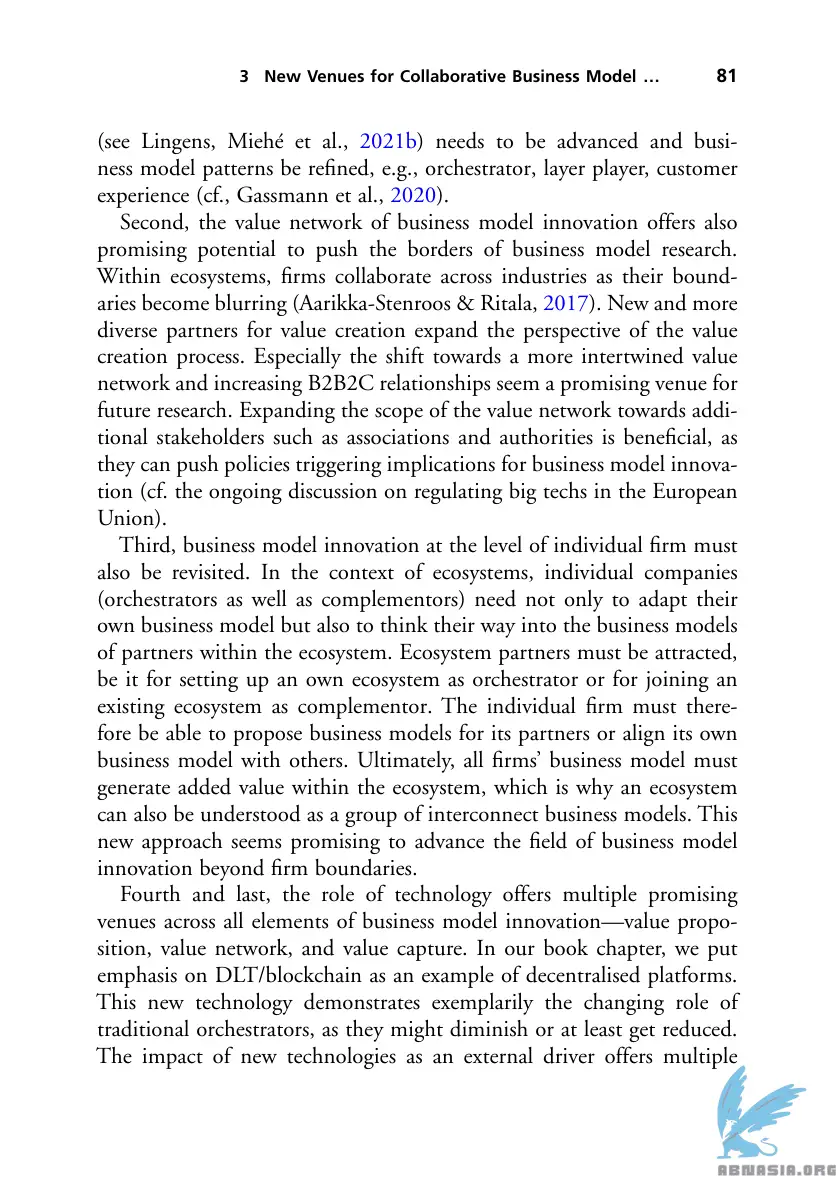 3 New Venues for Collaborative Business Model … 81
(see Lingens, Miehé et al., 2021b) needs to be advanced and busi-
ness model patterns be refined, e.g., orchestrator, layer player, customer
experience (cf., Gassmann et al., 2020).
Second, the value network of business model innovation offers also
promising potential to push the borders of business model research.
Within ecosystems, firms collaborate across industries as their bound-
aries become blurring (Aarikka-Stenroos & Ritala, 2017). New and more
diverse partners for value creation expand the perspective of the value
creation process. Especially the shift towards a more intertwined value
network and increasing B2B2C relationships seem a promising venue for
future research. Expanding the scope of the value network towards addi-
tional stakeholders such as associations and authorities is beneficial, as
they can push policies triggering implications for business model innova-
tion (cf. the ongoing discussion on regulating big techs in the European
Union).
Third, business model innovation at the level of individual firm must
also be revisited. In the context of ecosystems, individual companies
(orchestrators as well as complementors) need not only to adapt their
own business model but also to think their way into the business models
of partners within the ecosystem. Ecosystem partners must be attracted,
be it for setting up an own ecosystem as orchestrator or for joining an
existing ecosystem as complementor. The individual firm must there-
fore be able to propose business models for its partners or align its own
business model with others. Ultimately, all firms’ business model must
generate added value within the ecosystem, which is why an ecosystem
can also be understood as a group of interconnect business models. This
new approach seems promising to advance the field of business model
innovation beyond firm boundaries.
Fourth and last, the role of technology offers multiple promising
venues across all elements of business model innovation—value propo-
sition, value network, and value capture. In our book chapter, we put
emphasis on DLT/blockchain as an example of decentralised platforms.
This new technology demonstrates exemplarily the changing role of
traditional orchestrators, as they might diminish or at least get reduced.
The impact of new technologies as an external driver offers multiple
ABNASIA.ORG